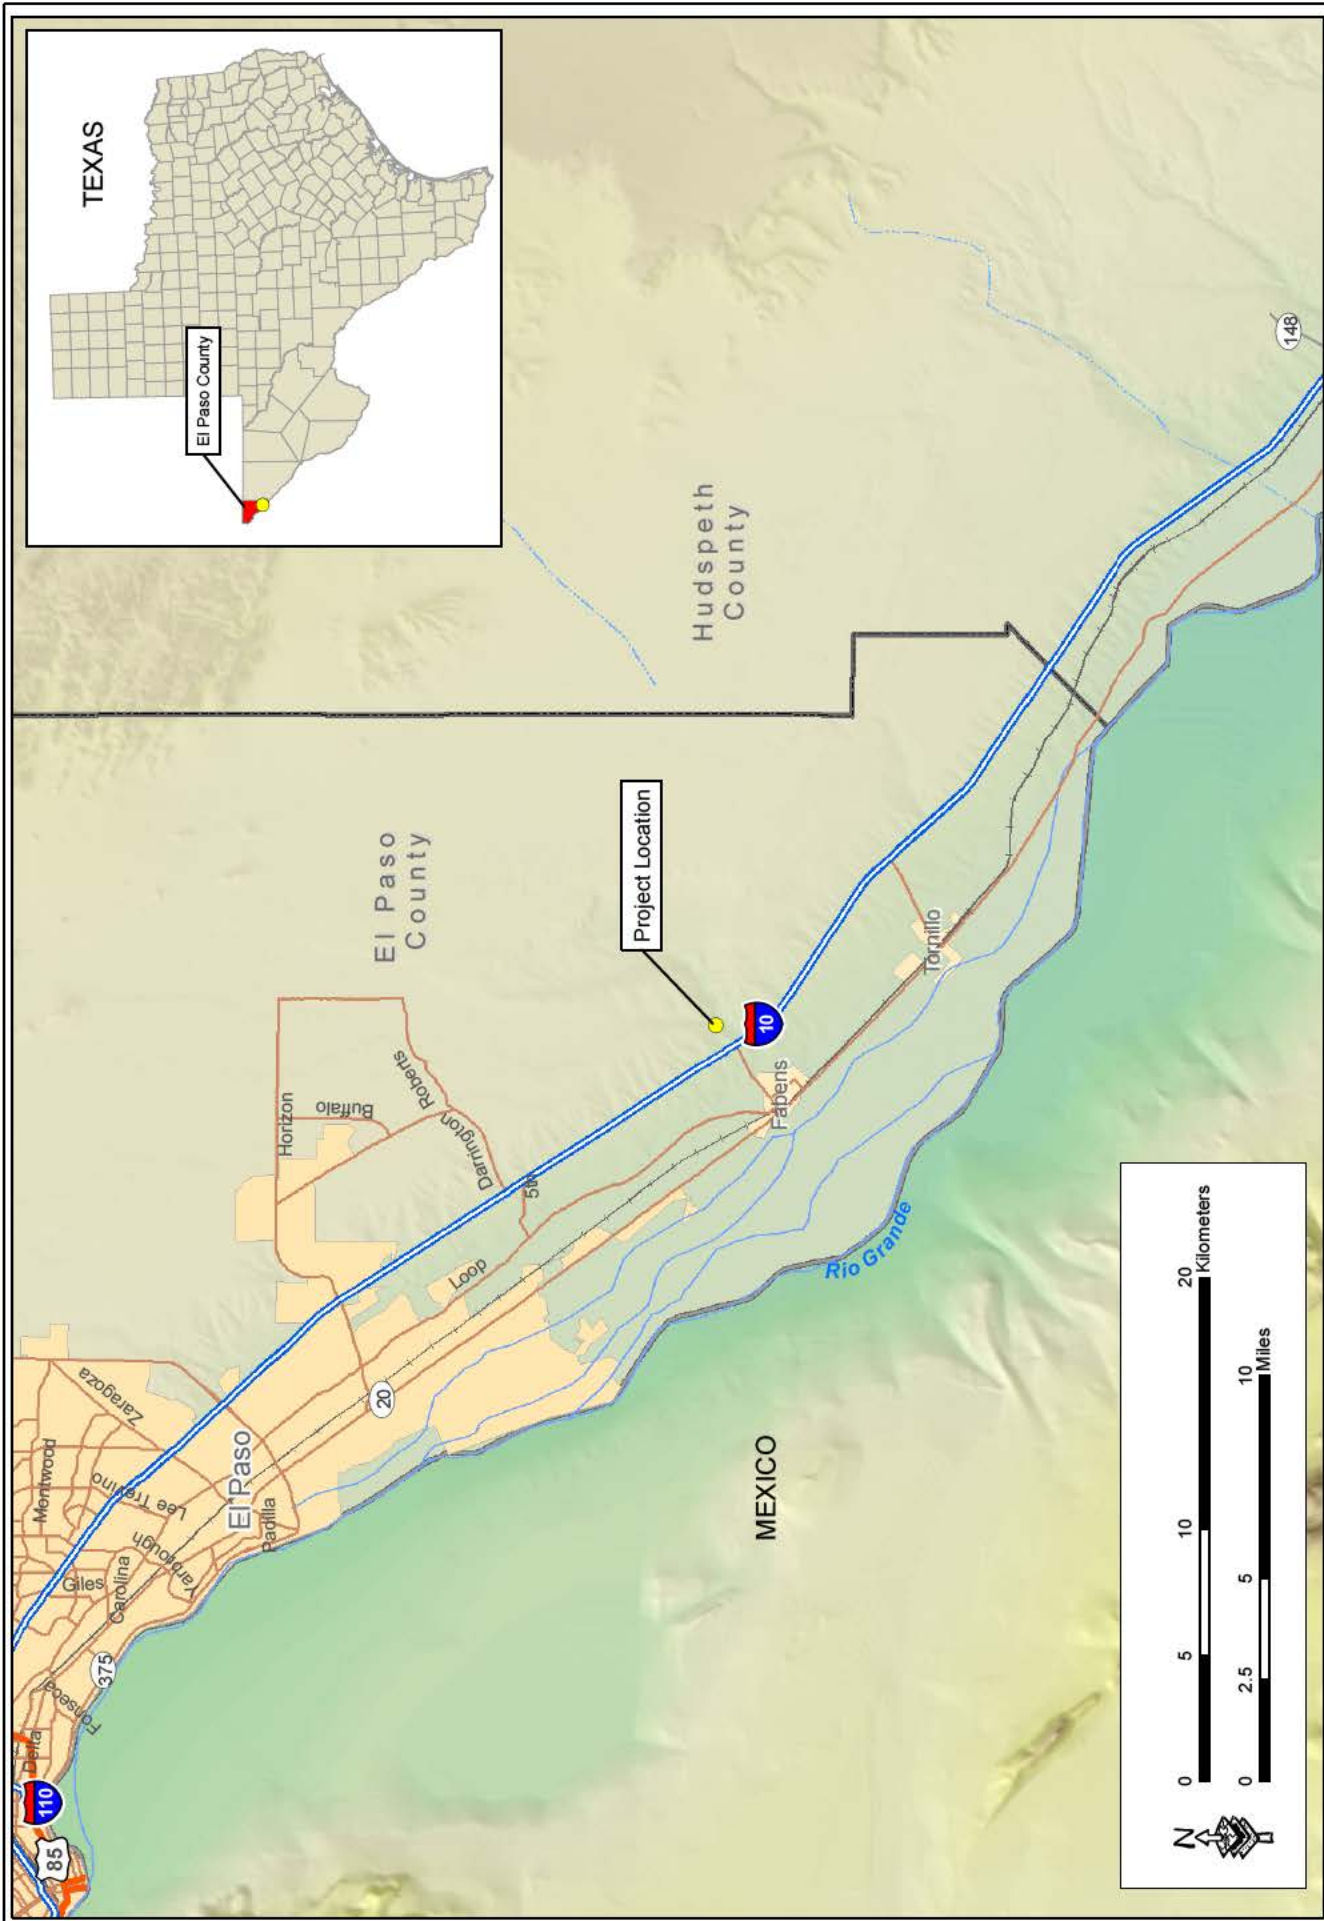 TEXAS
El Paso County
110
85
Delta
Fonseca
375
Giles
Carolina
Yarbrough
Montwood
Lee Trevino
Zaragoza
El Paso
Padilla
20
Loop
Horizon
Buffalo
Darrington
Roberts
5th
El Paso
County
Hudspeth
County
Project Location
10
Fabens
Tornillo
148
Rio Grande
MEXICO
N
0 5 10 20
Kilometers
0 2.5 5 10
Miles